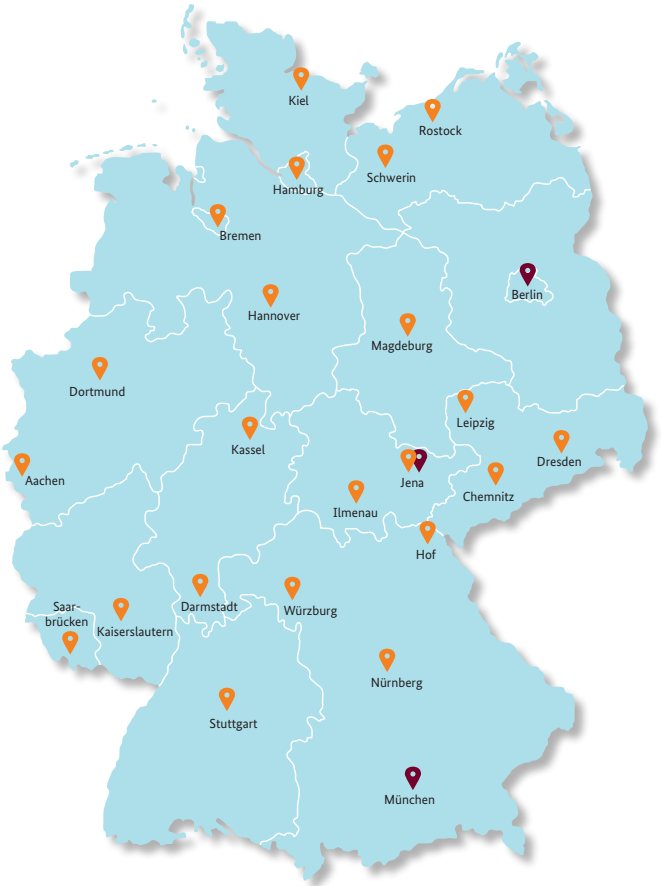 Kiel
Rostock
Schwerin
Hamburg
Bremen
Berlin
Hannover
Magdeburg
Dortmund
Leipzig
Kassel
Dresden
Aachen
Jena
Chemnitz
Ilmenau
Hof
Saar-
brücken
Darmstadt
Würzburg
Kaiserslautern
Nürnberg
Stuttgart
München